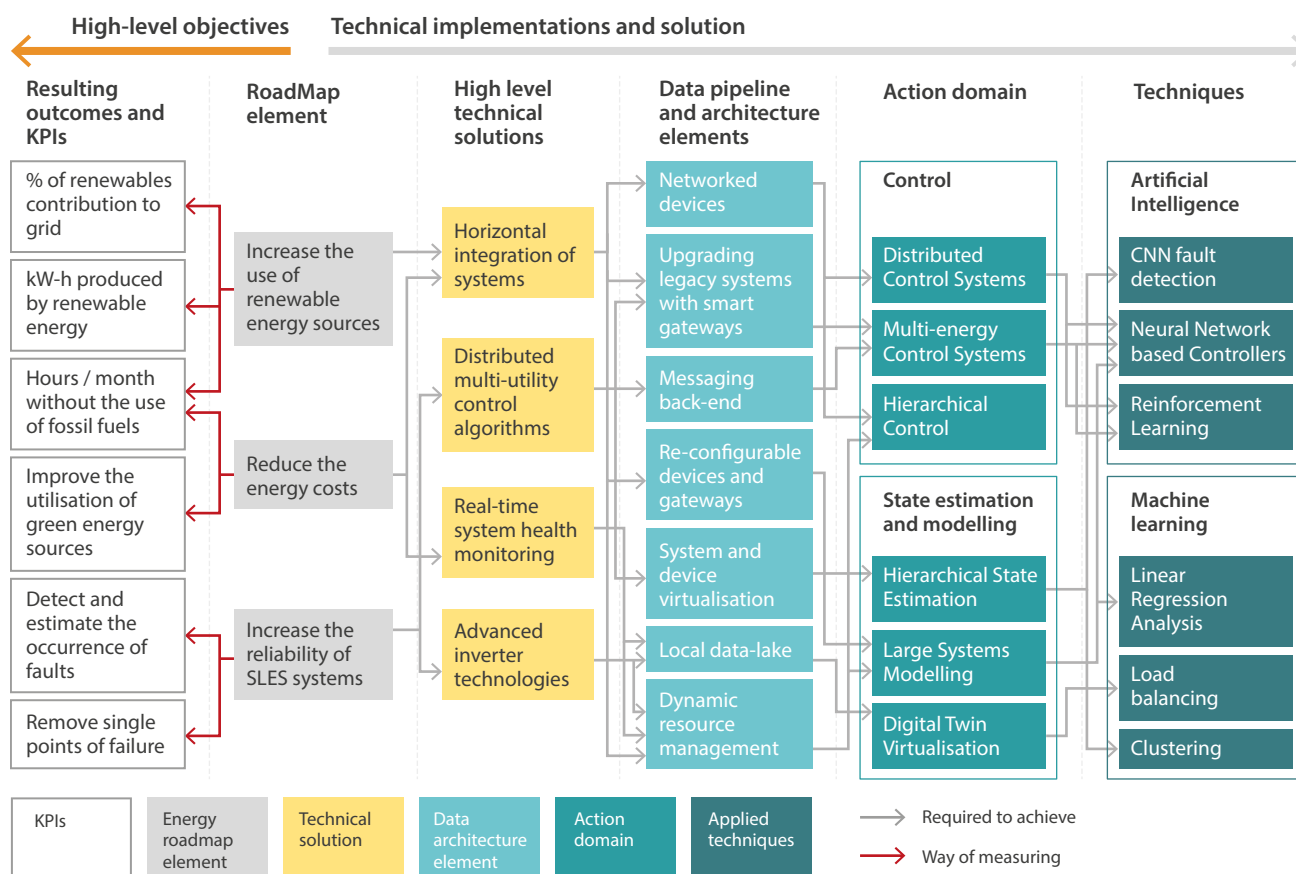 High-level objectives
Technical implementations and solution
Resulting
outcomes and
KPIs
RoadMap
element
High level
technical
solutions
Data pipeline
and architecture
elements
Action domain
Techniques
% of renewables
contribution to
grid
kW-h produced
by renewable
energy
Hours / month
without the use
of fossil fuels
Improve the
utilisation of
green energy
sources
Detect and
estimate the
occurrence of
faults
Remove single
points of failure
Increase the
use of
renewable
energy sources
Reduce the
energy costs
Increase the
reliability of
SLES systems
Horizontal
integration of
systems
Distributed
multi-utility
control
algorithms
Real-time
system health
monitoring
Advanced
inverter
technologies
Networked
devices
Upgrading
legacy systems
with smart
gateways
Messaging
back-end
Re-configurable
devices and
gateways
System and
device
virtualisation
Local data-lake
Dynamic
resource
management
Control
Distributed
Control Systems
Multi-energy
Control Systems
Hierarchical
Control
State estimation
and modelling
Hierarchical State
Estimation
Large Systems
Modelling
Digital Twin
Virtualisation
Artificial
Intelligence
CNN fault
detection
Neural Network
based Controllers
Reinforcement
Learning
Machine
learning
Linear
Regression
Analysis
Load
balancing
Clustering
KPIs
Energy
roadmap
element
Technical
solution
Data
architecture
element
Action
domain
Applied
techniques
Required to achieve
Way of measuring